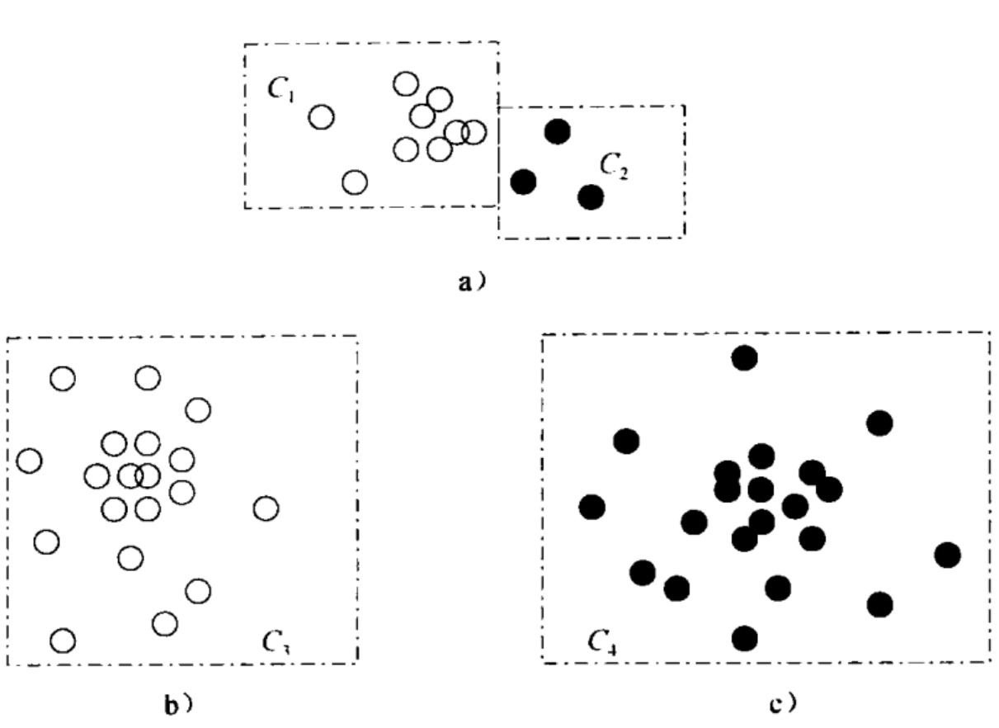 C₁
C₂
a）
C₃
C₄
b）
c）